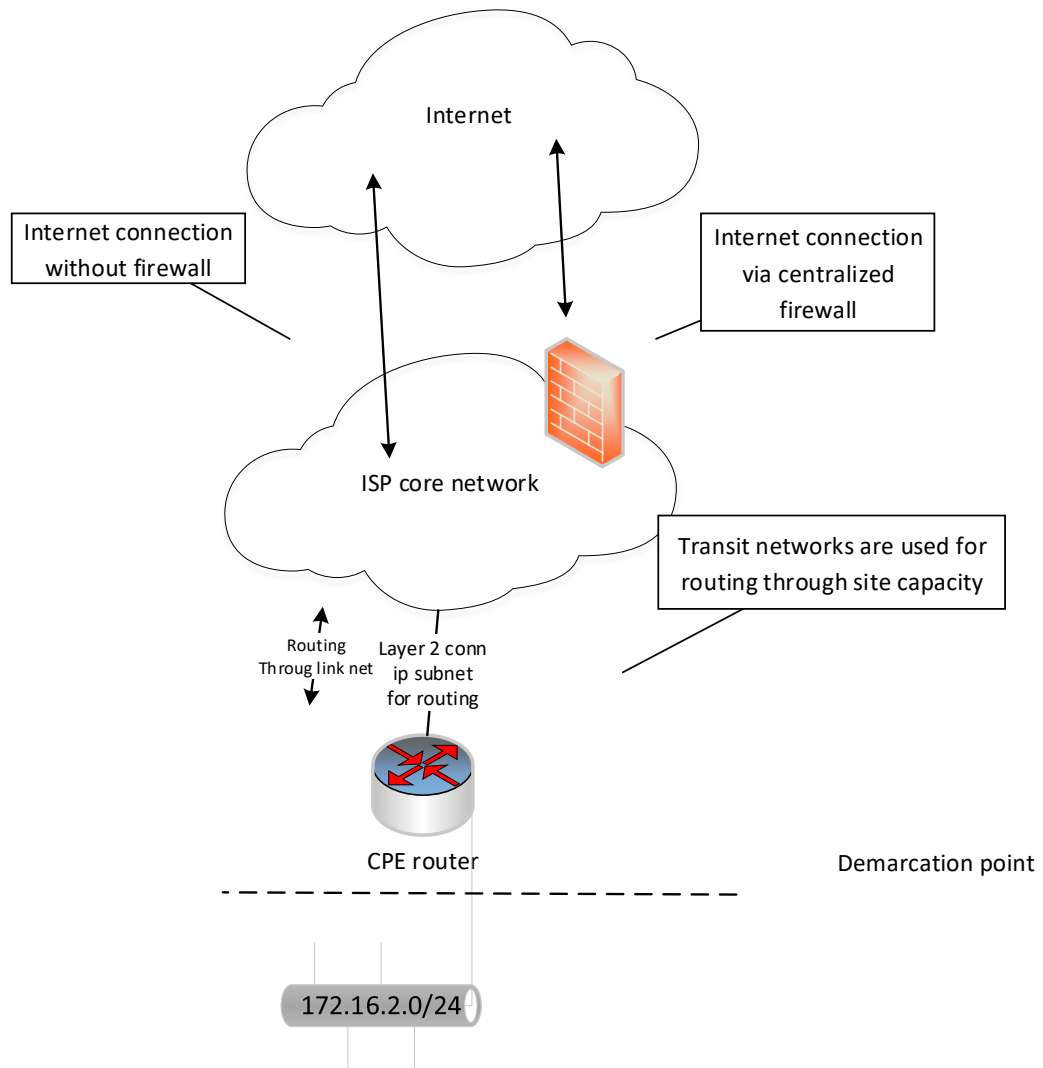 Internet
Internet connection
without firewall
Internet connection
via centralized
firewall
ISP core network
Transit networks are used for
routing through site capacity
Routing
Throug link net
Layer 2 conn
ip subnet
for routing
CPE router
Demarcation point
172.16.2.0/24